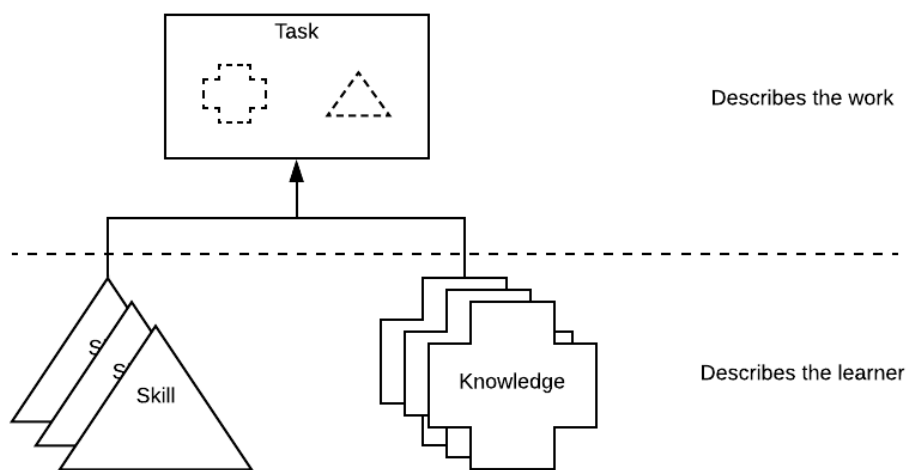 Task
Describes the work
S
S
Skill
Knowledge
Describes the learner